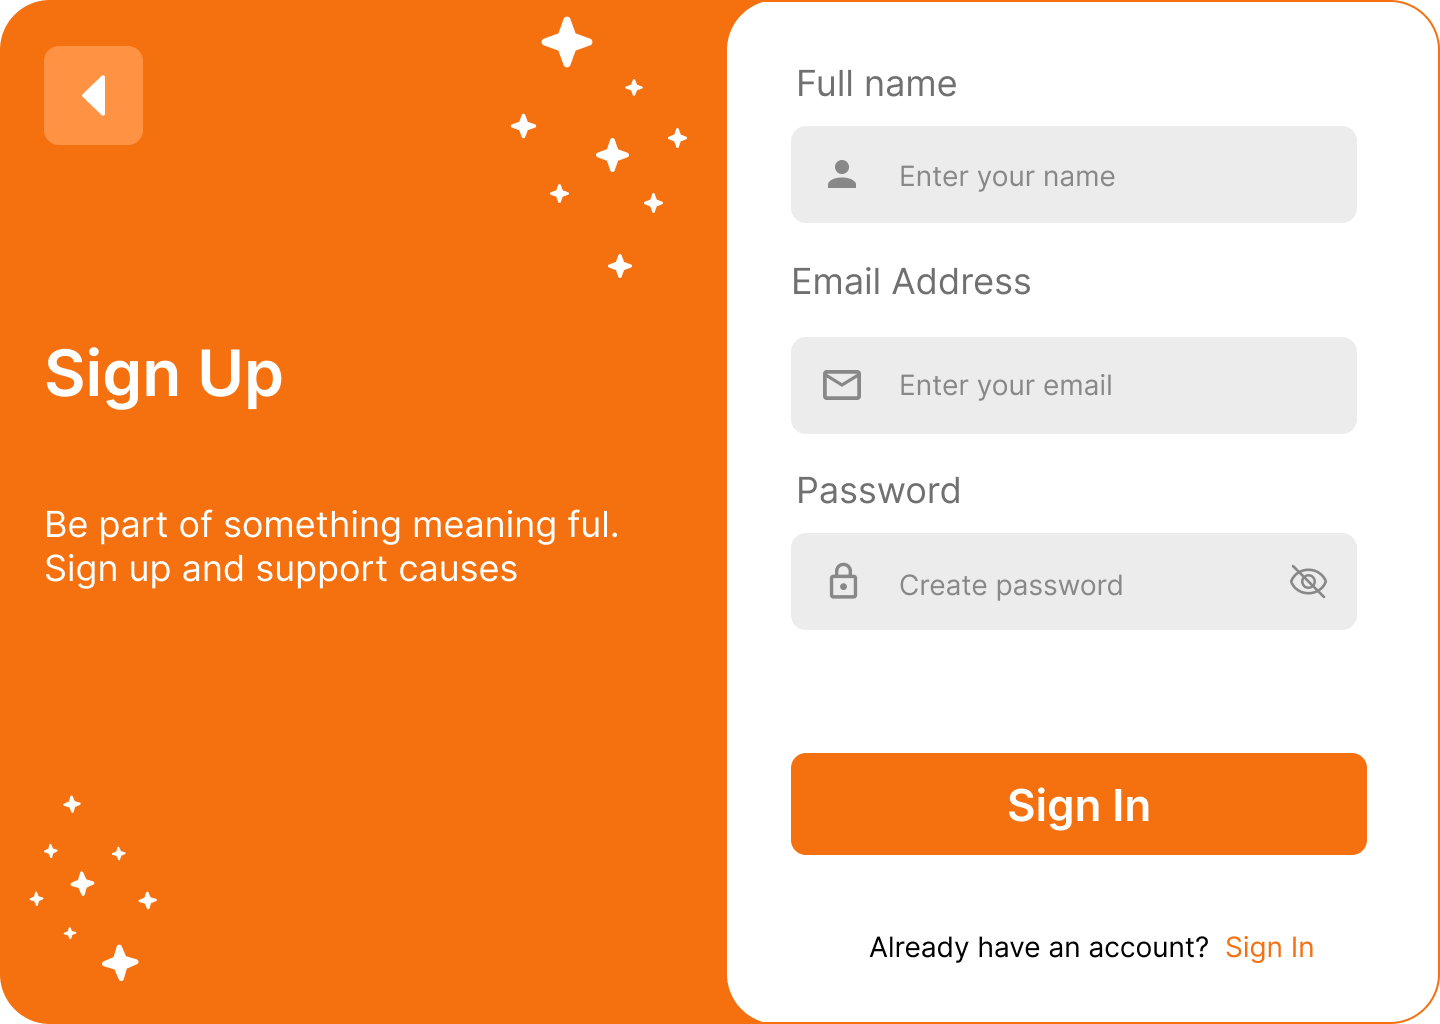 Sign Up
Be part of something meaning ful.
Sign up and support causes
Full name
Enter your name
Email Address
Enter your email
Password
Create password
Sign In
Already have an account? Sign In